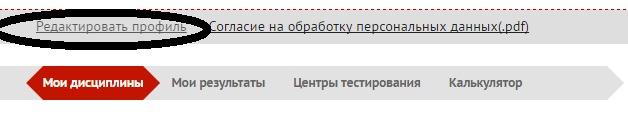 Редактировать профиль Согласие на обработку персональных данных(.pdf)
Мои дисциплины Мои результаты Центры тестирования Калькулятор